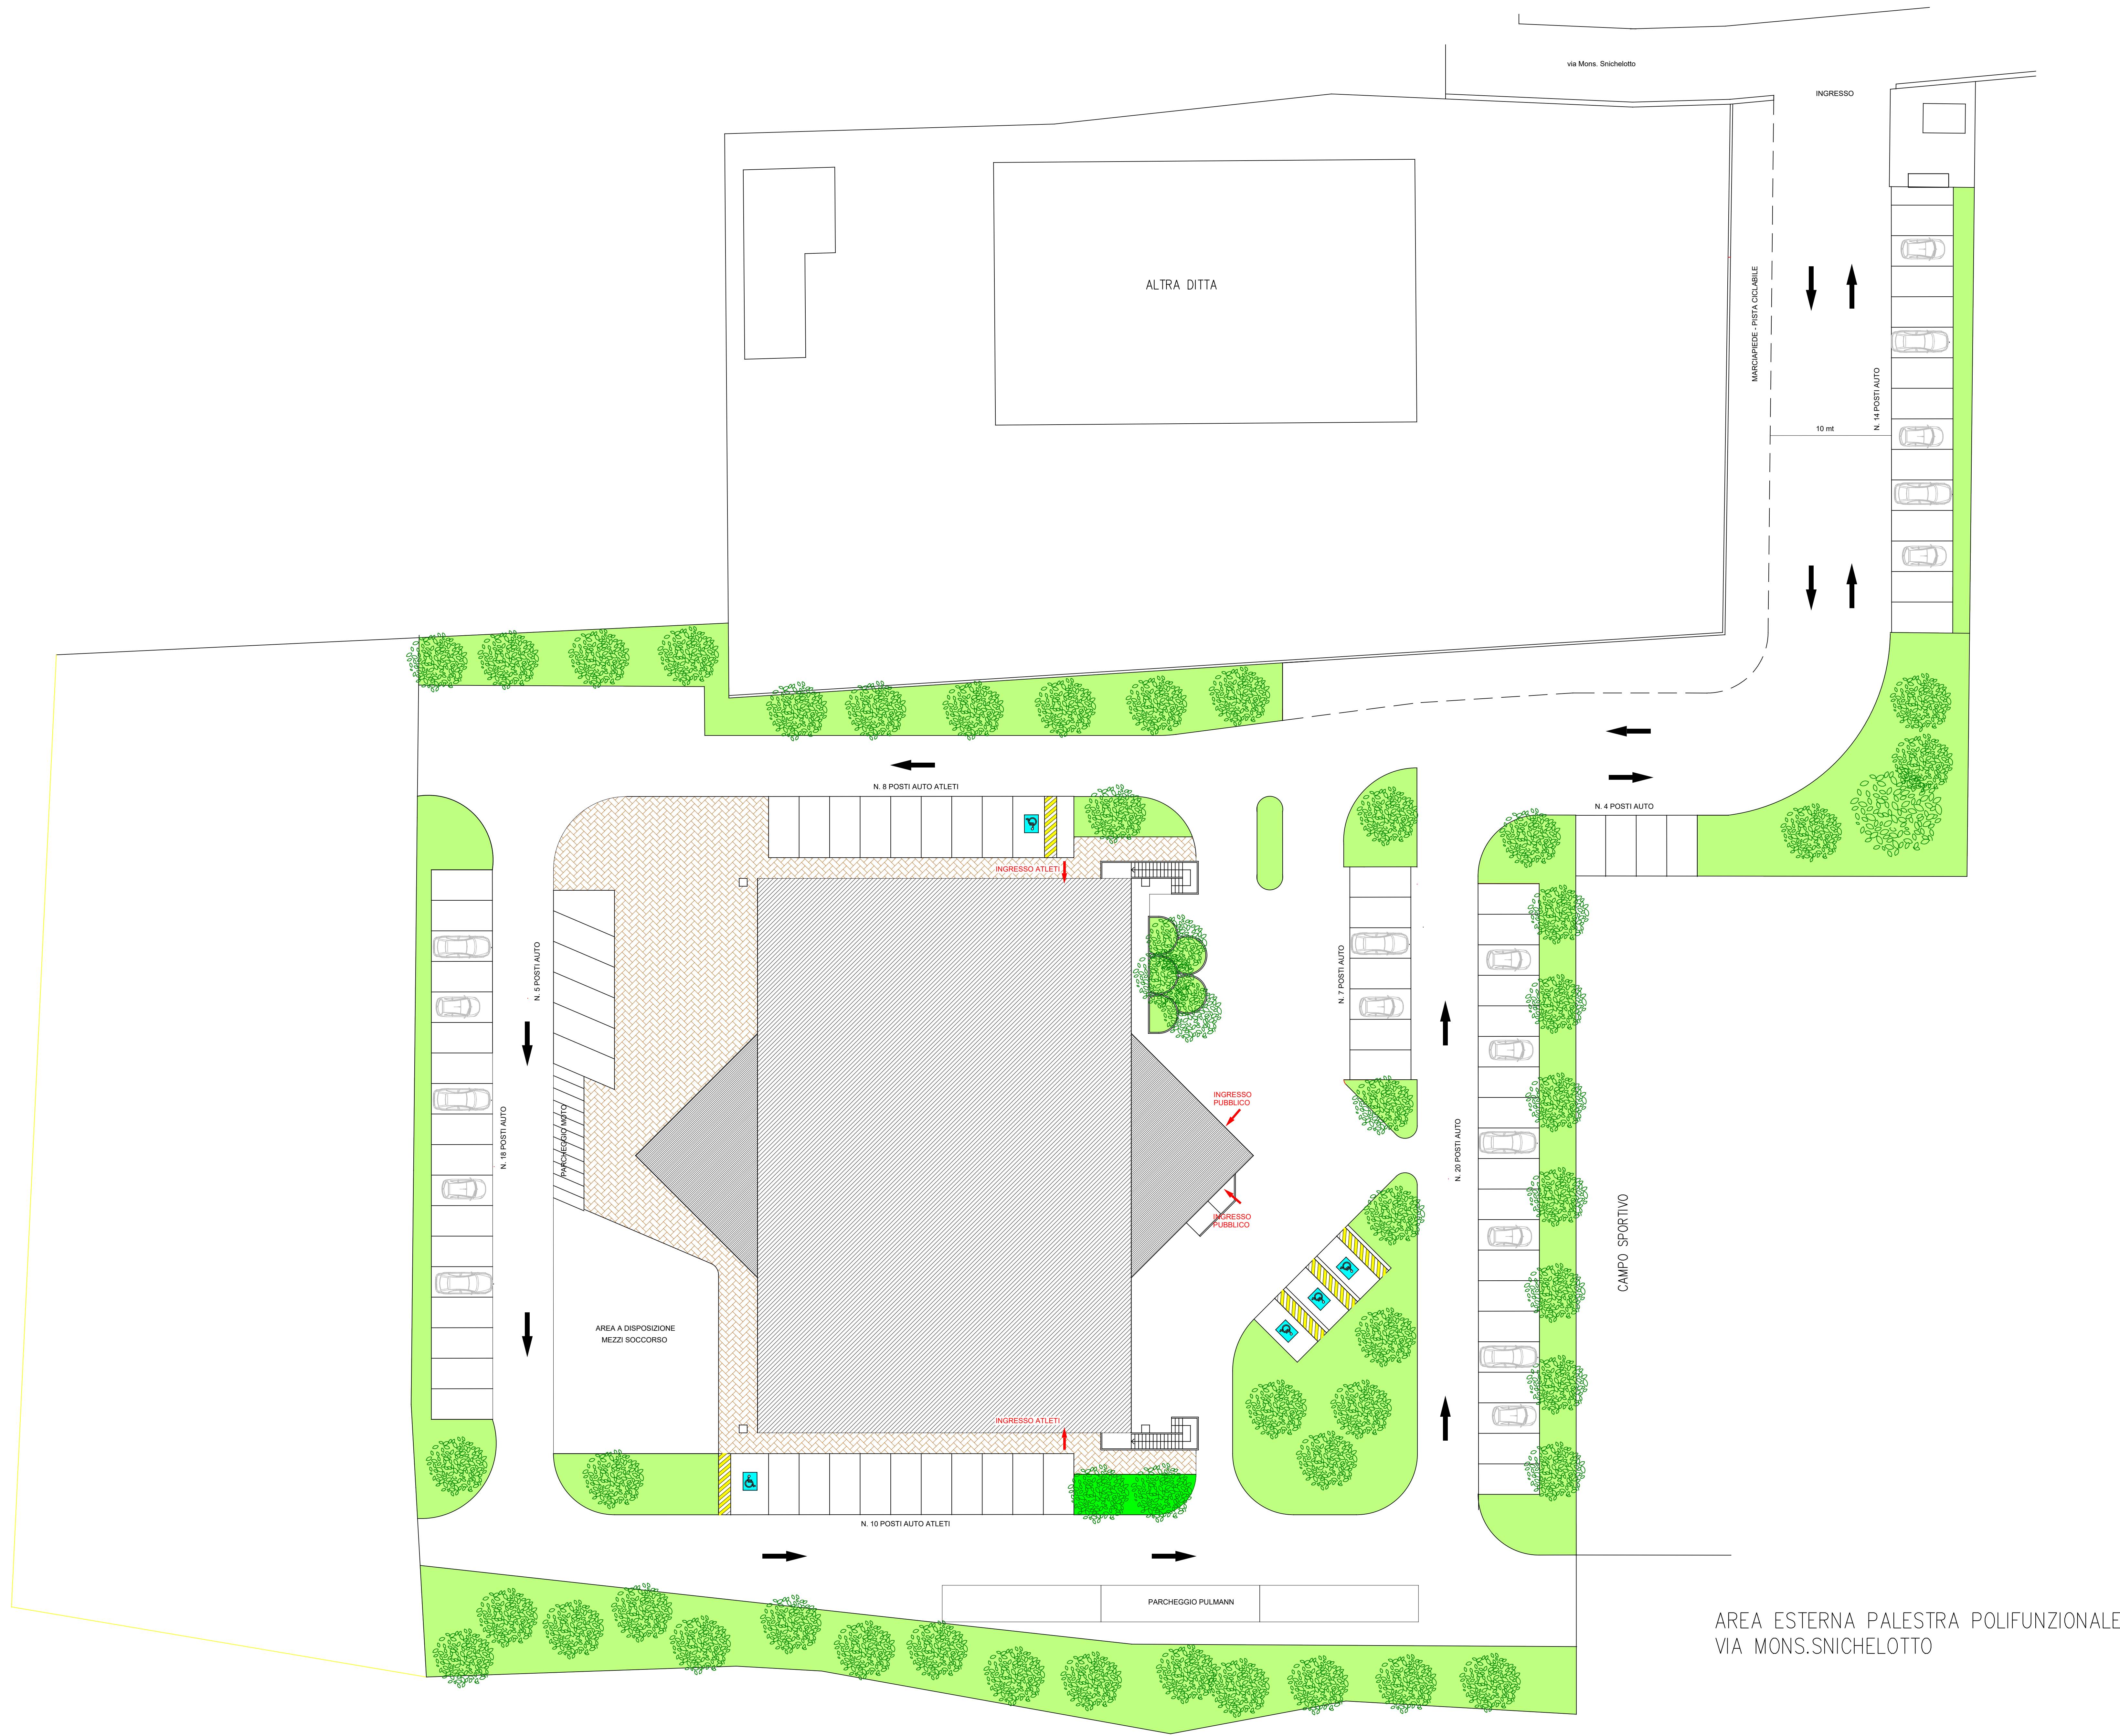 via Mons. Snichelotto
INGRESSO
ALTRA DITTA
MARCIAPIEDE - PISTA CICLABILE
N. 14 POSTI AUTO
10 mt
N. 8 POSTI AUTO ATLETI
N. 4 POSTI AUTO
INGRESSO ATLETI
N. 5 POSTI AUTO
N. 7 POSTI AUTO
INGRESSO
PUBBLICO
PARCHEGGIO MOTO
N. 18 POSTI AUTO
N. 20 POSTI AUTO
INGRESSO
PUBBLICO
CAMPO SPORTIVO
AREA A DISPOSIZIONE
MEZZI SOCCORSO
INGRESSO ATLETI
N. 10 POSTI AUTO ATLETI
PARCHEGGIO PULMANN
AREA ESTERNA PALESTRA POLIFUNZIONALE
VIA MONS.SNICHELOTTO